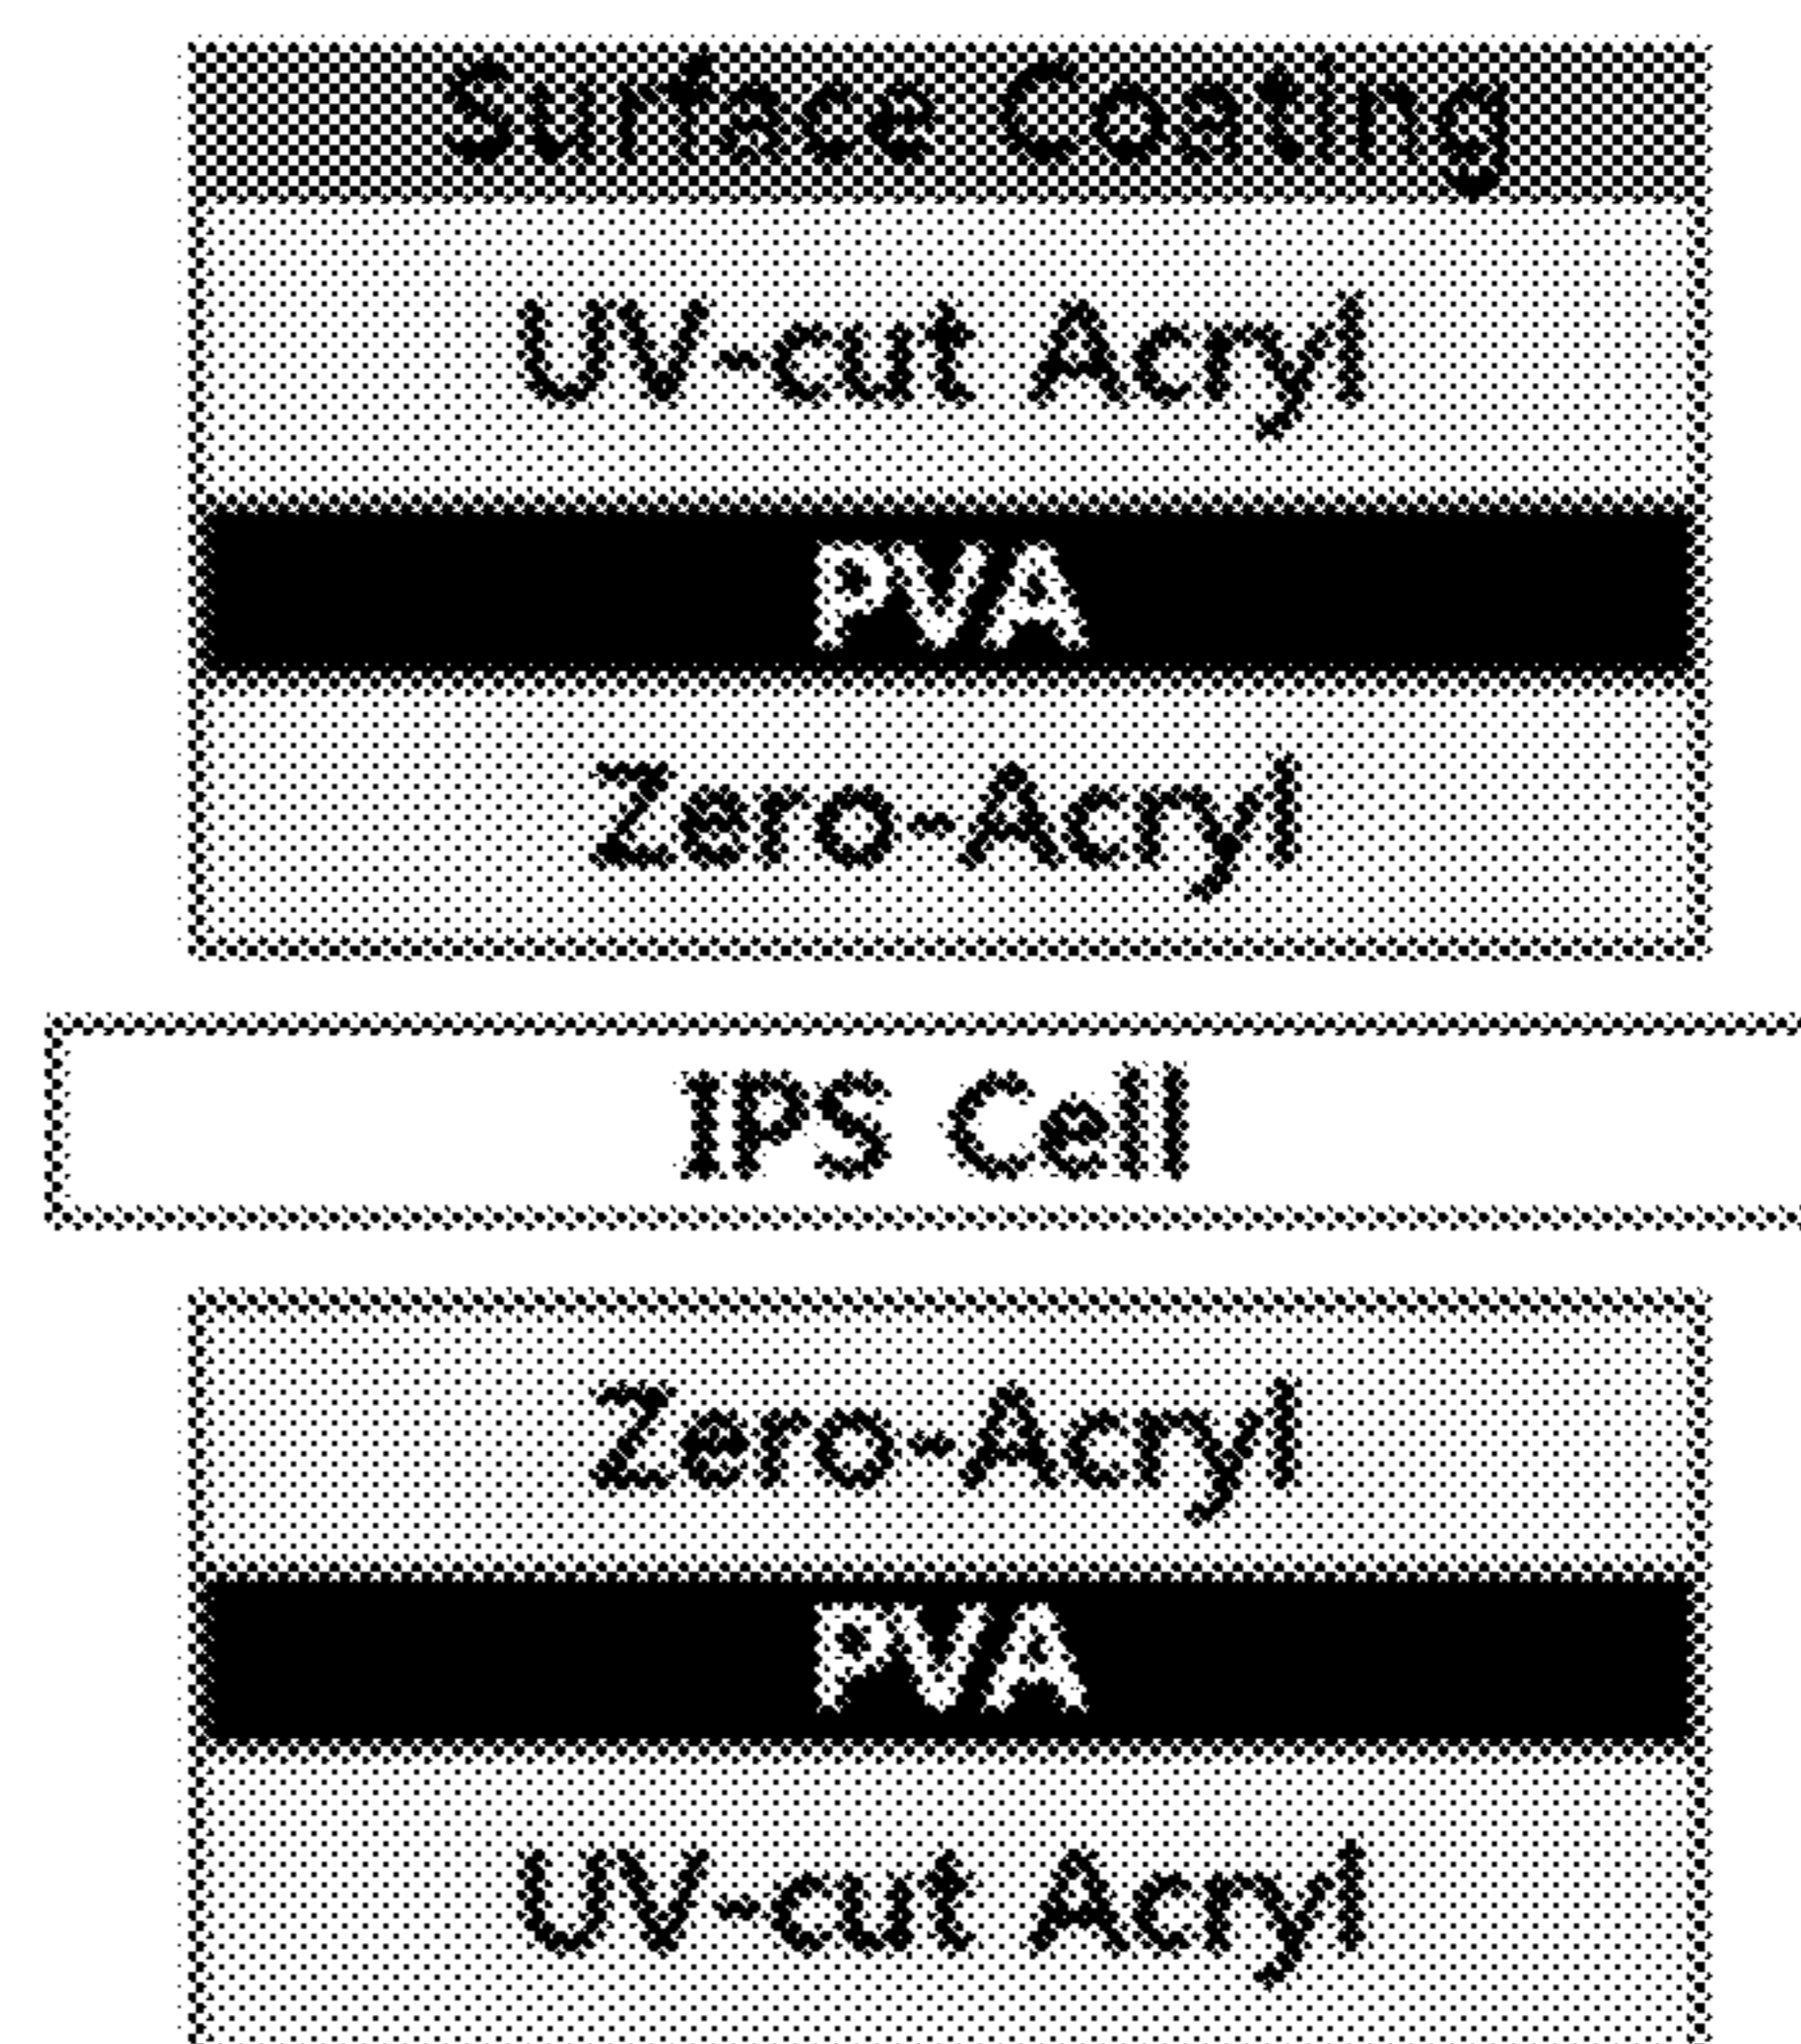 Surface Coating
UV-cut Acryl
PVA
Zero-Acryl
IPS Cell
Zero-Acryl
PVA
UV-cut Acryl